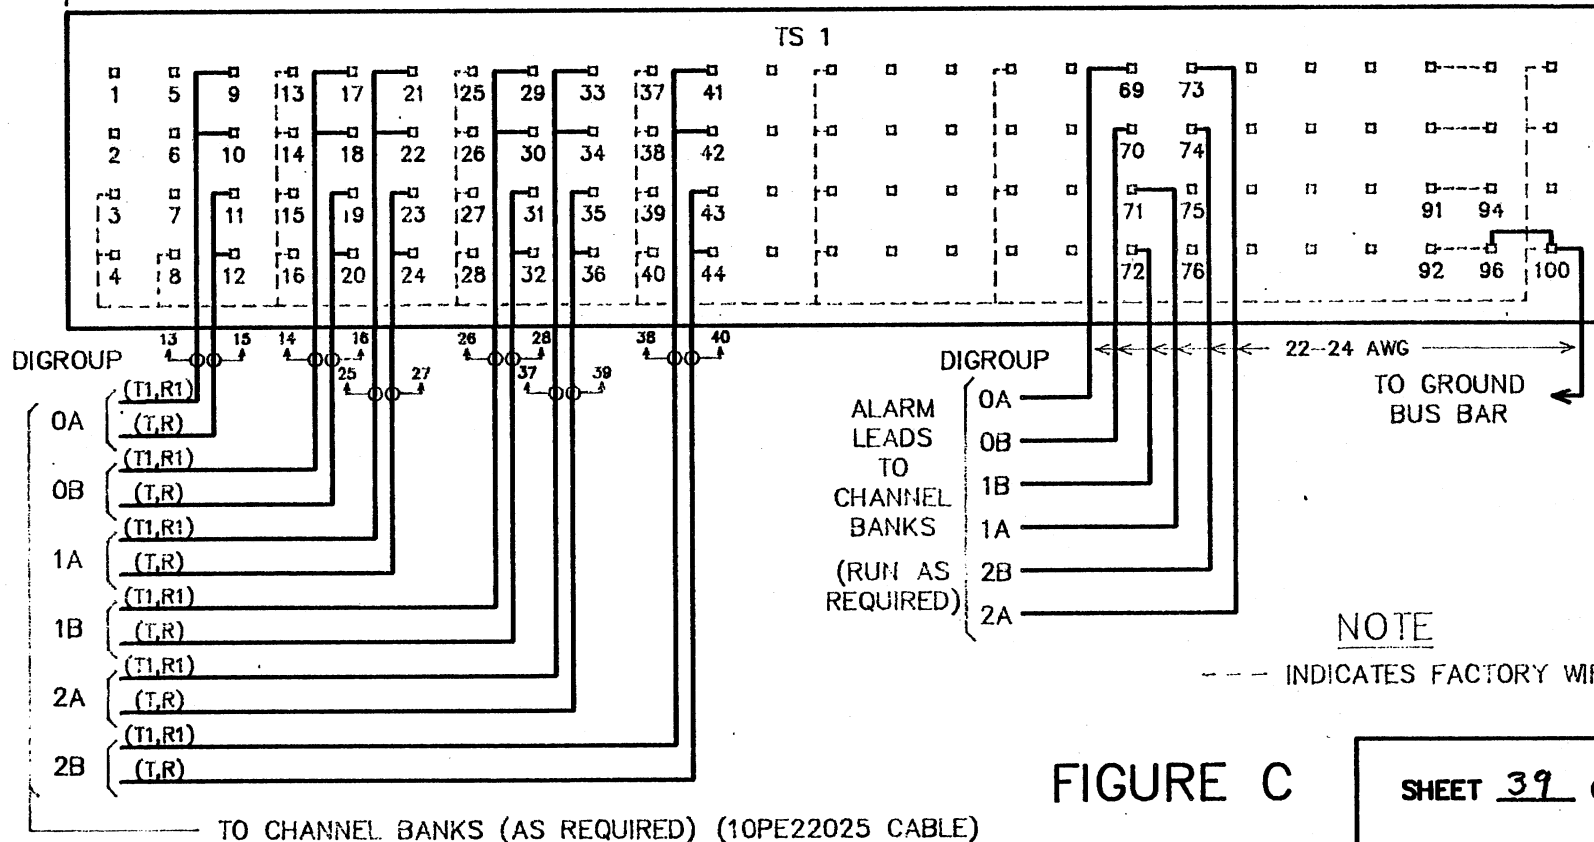 TS 1
1 5 9 13 17 21 25 29 33 37 41 69 73
2 6 10 14 18 22 26 30 34 38 42 70 74
3 7 11 15 19 23 27 31 35 39 43 71 75 91 94
4 8 12 16 20 24 28 32 36 40 44 72 76 92 96 100
13 15 14 16 26 28 38 40
25 27 37 39
DIGROUP
0A (T1,R1)
(T,R)
0B (T1,R1)
(T,R)
1A (T1,R1)
(T,R)
1B (T1,R1)
(T,R)
2A (T1,R1)
(T,R)
2B (T1,R1)
(T,R)
TO CHANNEL BANKS (AS REQUIRED) (10PE22025 CABLE)
DIGROUP
ALARM
LEADS
TO
CHANNEL
BANKS
(RUN AS
REQUIRED)
0A
0B
1B
1A
2B
2A
22-24 AWG
TO GROUND
BUS BAR
NOTE
--- INDICATES FACTORY
FIGURE C
SHEET 39